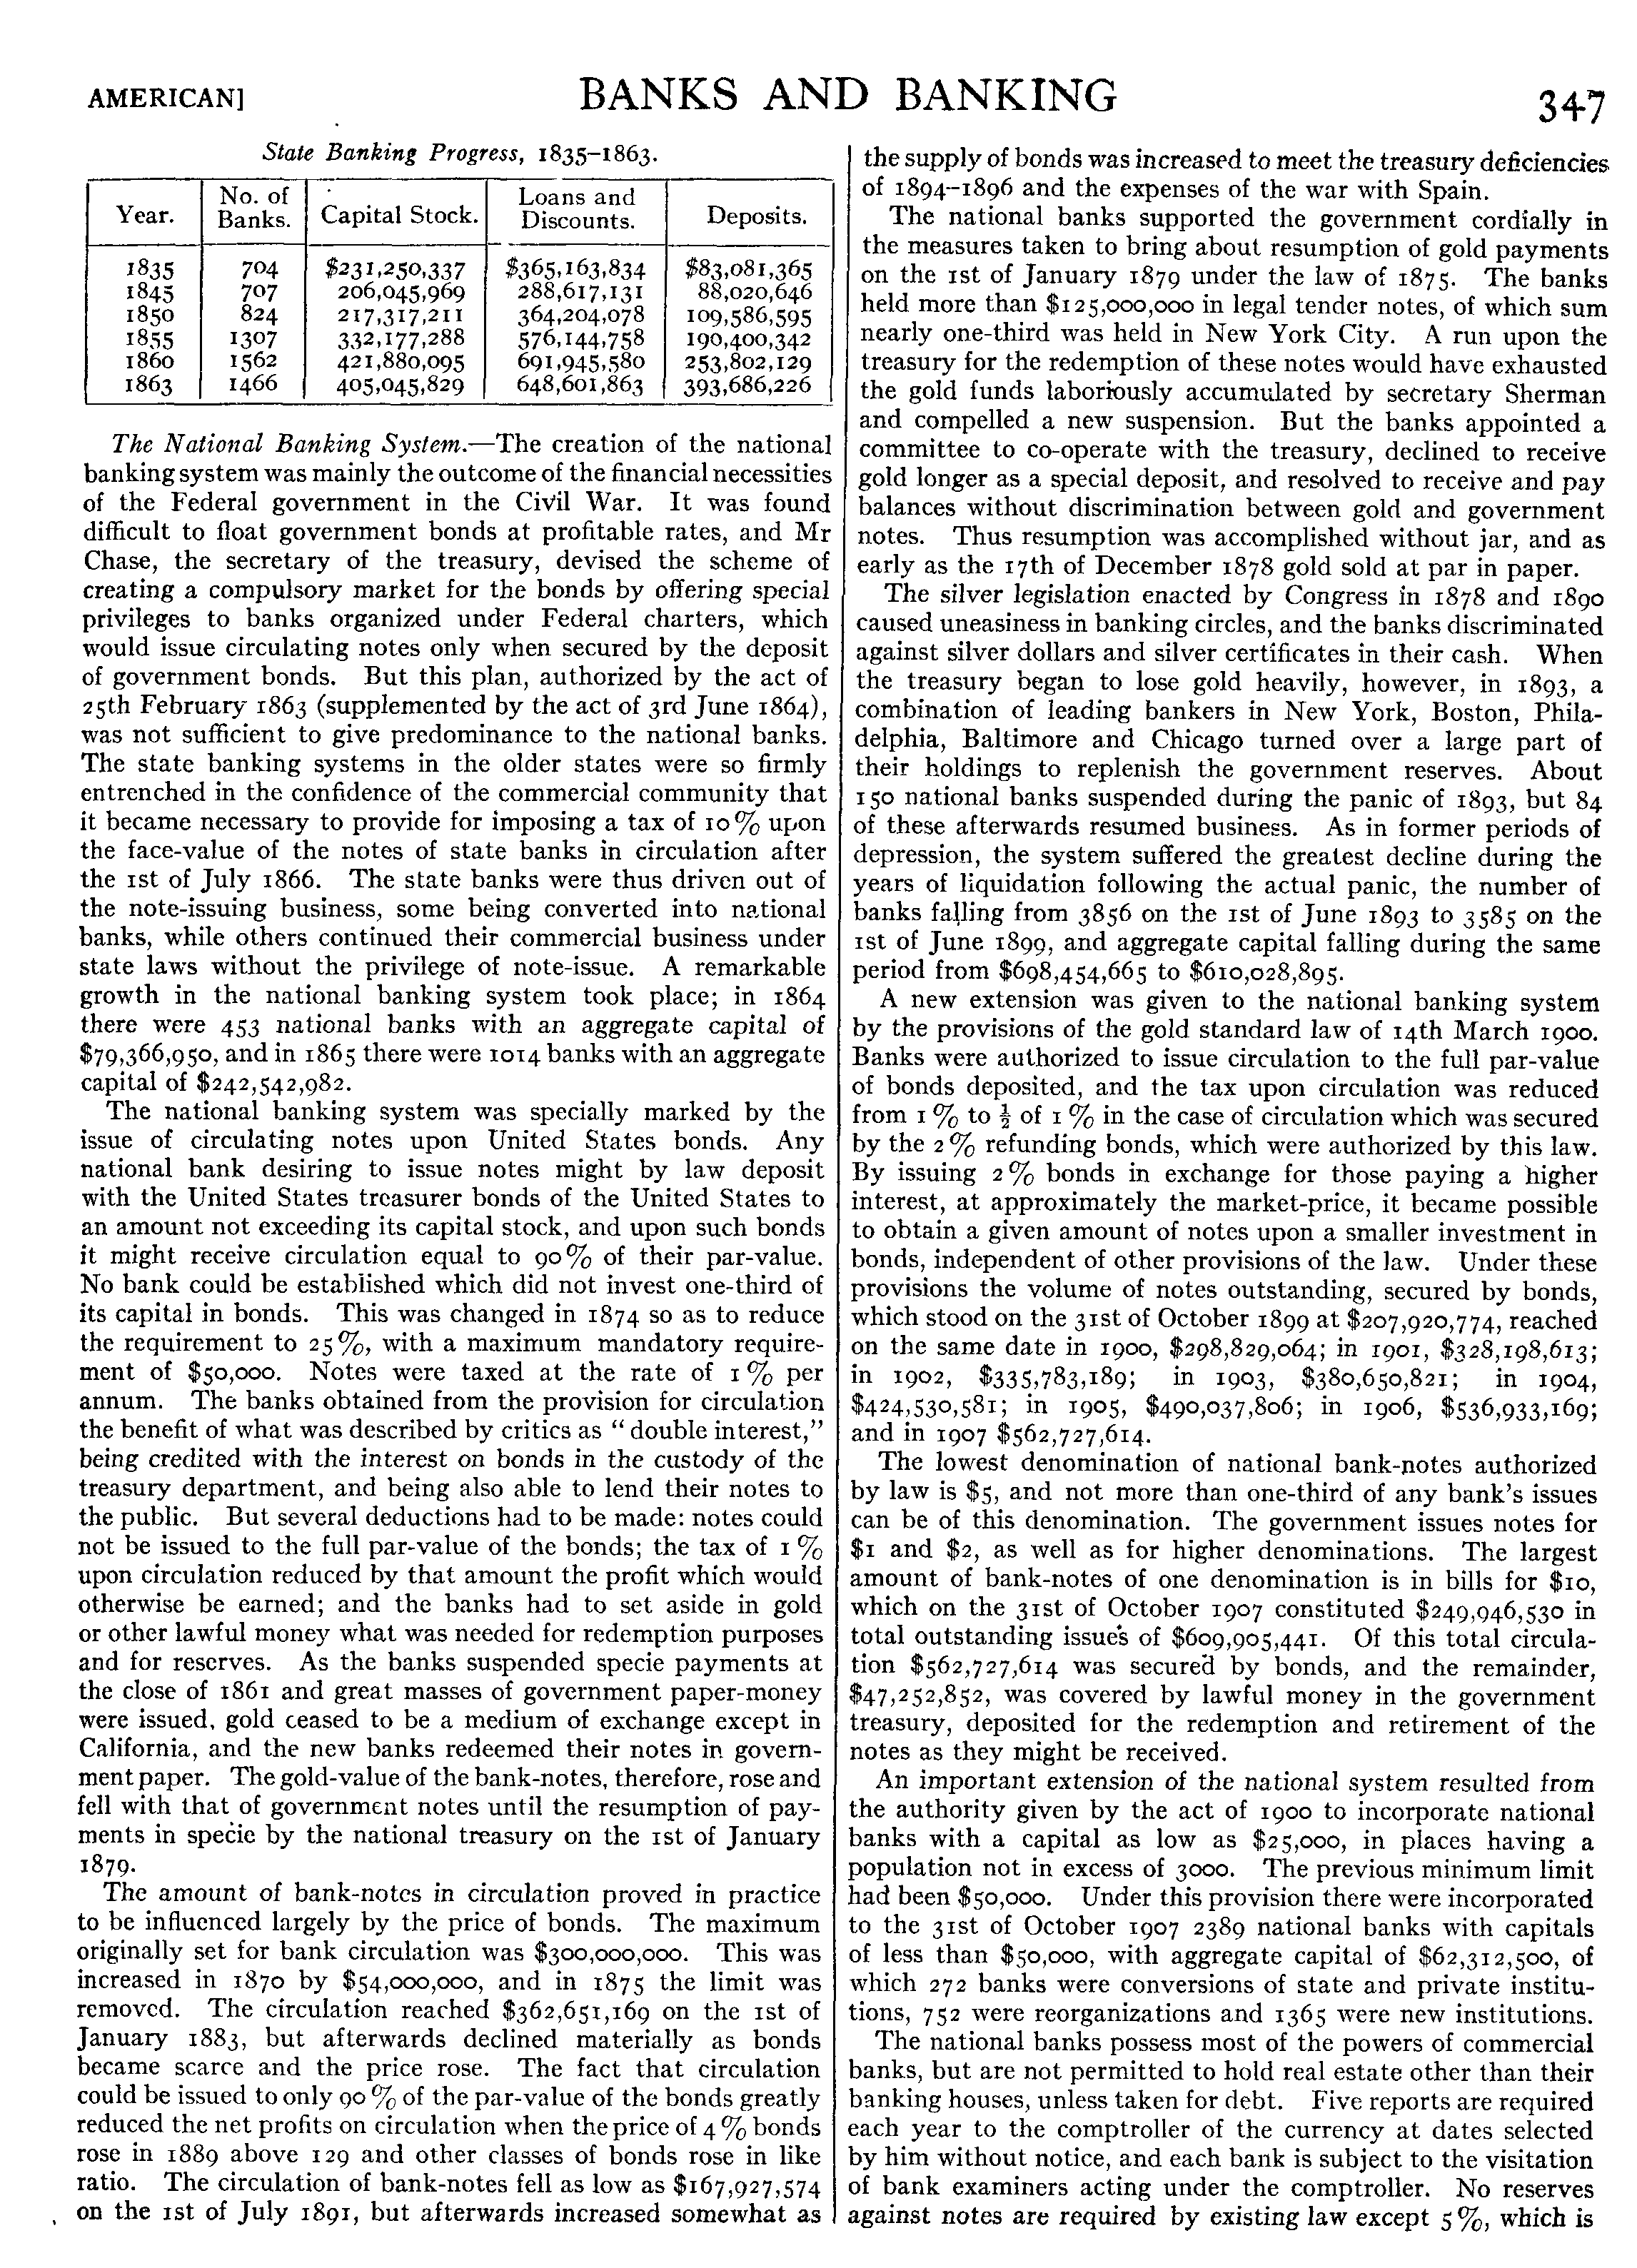 AMERICAN]
BANKS AND BANKING
347
State Banking Progress, 1835–1863.
Year. No. of Banks. Capital Stock. Loans and Discounts. Deposits.
1835 704 $231,250,337 $365,163,834 $83,081,365
1845 707 206,045,969 288,617,131 88,020,646
1850 824 217,317,211 364,204,078 109,586,595
1855 1307 332,177,288 576,144,758 190,400,342
1860 1562 421,880,095 691,945,580 253,802,129
1863 1466 405,045,829 648,601,863 393,686,226
The National Banking System.—The creation of the national
banking system was mainly the outcome of the financial necessities
of the Federal government in the Civil War. It was found
difficult to float government bonds at profitable rates, and Mr
Chase, the secretary of the treasury, devised the scheme of
creating a compulsory market for the bonds by offering special
privileges to banks organized under Federal charters, which
would issue circulating notes only when secured by the deposit
of government bonds. But this plan, authorized by the act of
25th February 1863 (supplemented by the act of 3rd June 1864),
was not sufficient to give predominance to the national banks.
The state banking systems in the older states were so firmly
entrenched in the confidence of the commercial community that
it became necessary to provide for imposing a tax of 10% upon
the face-value of the notes of state banks in circulation after
the 1st of July 1866. The state banks were thus driven out of
the note-issuing business, some being converted into national
banks, while others continued their commercial business under
state laws without the privilege of note-issue. A remarkable
growth in the national banking system took place; in 1864
there were 453 national banks with an aggregate capital of
$79,366,950, and in 1865 there were 1014 banks with an aggregate
capital of $242,542,982.
The national banking system was specially marked by the
issue of circulating notes upon United States bonds. Any
national bank desiring to issue notes might by law deposit
with the United States treasurer bonds of the United States to
an amount not exceeding its capital stock, and upon such bonds
it might receive circulation equal to 90% of their par-value.
No bank could be established which did not invest one-third of
its capital in bonds. This was changed in 1874 so as to reduce
the requirement to 25%, with a maximum mandatory require-
ment of $50,000. Notes were taxed at the rate of 1% per
annum. The banks obtained from the provision for circulation
the benefit of what was described by critics as “ double interest,”
being credited with the interest on bonds in the custody of the
treasury department, and being also able to lend their notes to
the public. But several deductions had to be made: notes could
not be issued to the full par-value of the bonds; the tax of 1%
upon circulation reduced by that amount the profit which would
otherwise be earned; and the banks had to set aside in gold
or other lawful money what was needed for redemption purposes
and for reserves. As the banks suspended specie payments at
the close of 1861 and great masses of government paper-money
were issued, gold ceased to be a medium of exchange except in
California, and the new banks redeemed their notes in govern-
ment paper. The gold-value of the bank-notes, therefore, rose and
fell with that of government notes until the resumption of pay-
ments in specie by the national treasury on the 1st of January
1879.
The amount of bank-notes in circulation proved in practice
to be influenced largely by the price of bonds. The maximum
originally set for bank circulation was $300,000,000. This was
increased in 1870 by $54,000,000, and in 1875 the limit was
removed. The circulation reached $362,651,169 on the 1st of
January 1883, but afterwards declined materially as bonds
became scarce and the price rose. The fact that circulation
could be issued to only 90% of the par-value of the bonds greatly
reduced the net profits on circulation when the price of 4% bonds
rose in 1889 above 129 and other classes of bonds rose in like
ratio. The circulation of bank-notes fell as low as $167,927,574
on the 1st of July 1891, but afterwards increased somewhat as
the supply of bonds was increased to meet the treasury deficiencies
of 1894–1896 and the expenses of the war with Spain.
The national banks supported the government cordially in
the measures taken to bring about resumption of gold payments
on the 1st of January 1879 under the law of 1875. The banks
held more than $125,000,000 in legal tender notes, of which sum
nearly one-third was held in New York City. A run upon the
treasury for the redemption of these notes would have exhausted
the gold funds laboriously accumulated by secretary Sherman
and compelled a new suspension. But the banks appointed a
committee to co-operate with the treasury, declined to receive
gold longer as a special deposit, and resolved to receive and pay
balances without discrimination between gold and government
notes. Thus resumption was accomplished without jar, and as
early as the 17th of December 1878 gold sold at par in paper.
The silver legislation enacted by Congress in 1878 and 1890
caused uneasiness in banking circles, and the banks discriminated
against silver dollars and silver certificates in their cash. When
the treasury began to lose gold heavily, however, in 1893, a
combination of leading bankers in New York, Boston, Phila-
delphia, Baltimore and Chicago turned over a large part of
their holdings to replenish the government reserves. About
150 national banks suspended during the panic of 1893, but 84
of these afterwards resumed business. As in former periods of
depression, the system suffered the greatest decline during the
years of liquidation following the actual panic, the number of
banks falling from 3856 on the 1st of June 1893 to 3585 on the
1st of June 1899, and aggregate capital falling during the same
period from $698,454,665 to $610,028,895.
A new extension was given to the national banking system
by the provisions of the gold standard law of 14th March 1900.
Banks were authorized to issue circulation to the full par-value
of bonds deposited, and the tax upon circulation was reduced
from 1% to ½ of 1% in the case of circulation which was secured
by the 2% refunding bonds, which were authorized by this law.
By issuing 2% bonds in exchange for those paying a higher
interest, at approximately the market-price, it became possible
to obtain a given amount of notes upon a smaller investment in
bonds, independent of other provisions of the law. Under these
provisions the volume of notes outstanding, secured by bonds,
which stood on the 31st of October 1899 at $207,920,774, reached
on the same date in 1900, $298,829,064; in 1901, $328,198,613;
in 1902, $335,783,189; in 1903, $380,650,821; in 1904,
$424,530,581; in 1905, $490,037,806; in 1906, $536,933,169;
and in 1907 $562,727,614.
The lowest denomination of national bank-notes authorized
by law is $5, and not more than one-third of any bank's issues
can be of this denomination. The government issues notes for
$1 and $2, as well as for higher denominations. The largest
amount of bank-notes of one denomination is in bills for $10,
which on the 31st of October 1907 constituted $249,946,530 in
total outstanding issues of $609,905,441. Of this total circula-
tion $562,727,614 was secured by bonds, and the remainder,
$47,252,852, was covered by lawful money in the government
treasury, deposited for the redemption and retirement of the
notes as they might be received.
An important extension of the national system resulted from
the authority given by the act of 1900 to incorporate national
banks with a capital as low as $25,000, in places having a
population not in excess of 3000. The previous minimum limit
had been $50,000. Under this provision there were incorporated
to the 31st of October 1907 2389 national banks with capitals
of less than $50,000, with aggregate capital of $62,312,500, of
which 272 banks were conversions of state and private institu-
tions, 752 were reorganizations and 1365 were new institutions.
The national banks possess most of the powers of commercial
banks, but are not permitted to hold real estate other than their
banking houses, unless taken for debt. Five reports are required
each year to the comptroller of the currency at dates selected
by him without notice, and each bank is subject to the visitation
of bank examiners acting under the comptroller. No reserves
against notes are required by existing law except 5%, which is